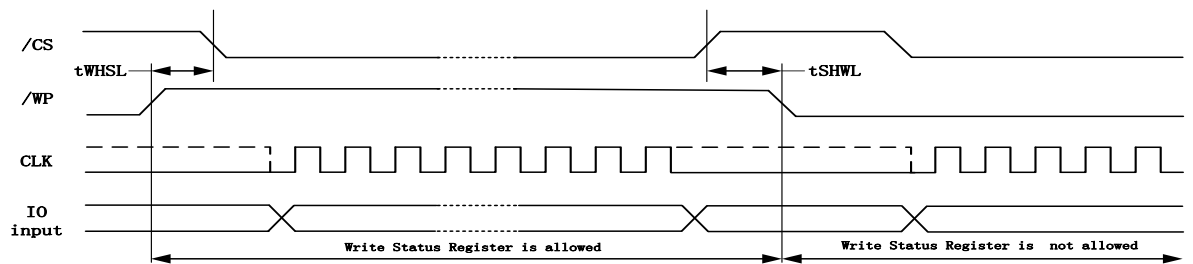 /CS
tWHSL
tSHWL
/WP
CLK
IO
input
Write Status Register is allowed
Write Status Register is not allowed